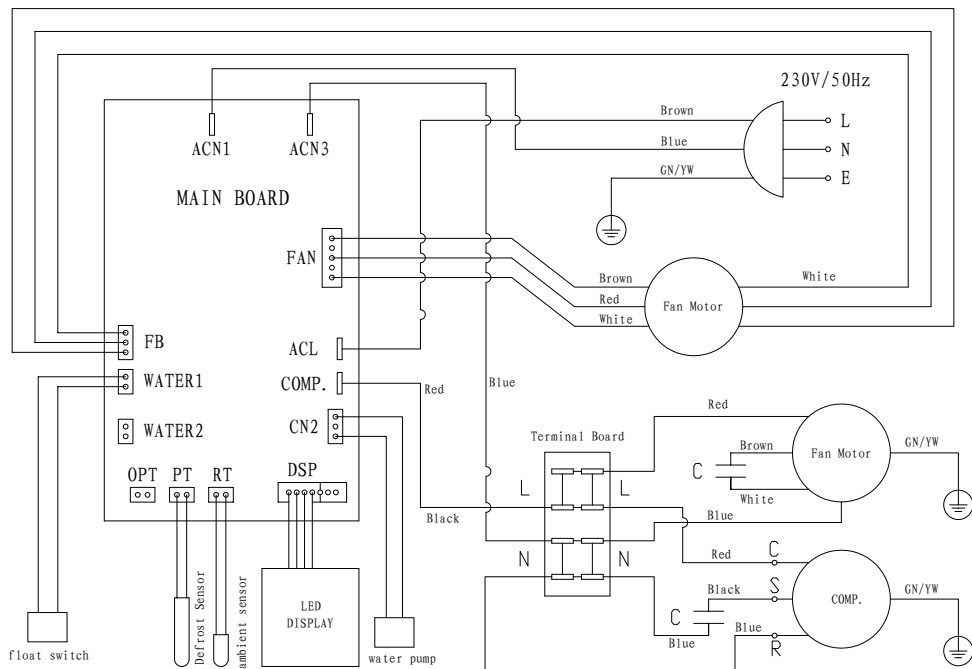 230V/50Hz
Brown
L
ACN1
ACN3
Blue
N
GN/YW
E
MAIN BOARD
FAN
Brown
White
Red
Fan Motor
White
FB
ACL
WATER1
COMP.
Red
Blue
WATER2
CN2
Red
Terminal Board
Brown
Fan Motor
GN/YW
OPT
PT
RT
DSP
C
L
L
White
Black
Blue
N
N
Red
C
Defrost Sensor
ambient sensor
LED
DISPLAY
Black
S
COMP.
GN/YW
C
Blue
Blue
R
float switch
water pump